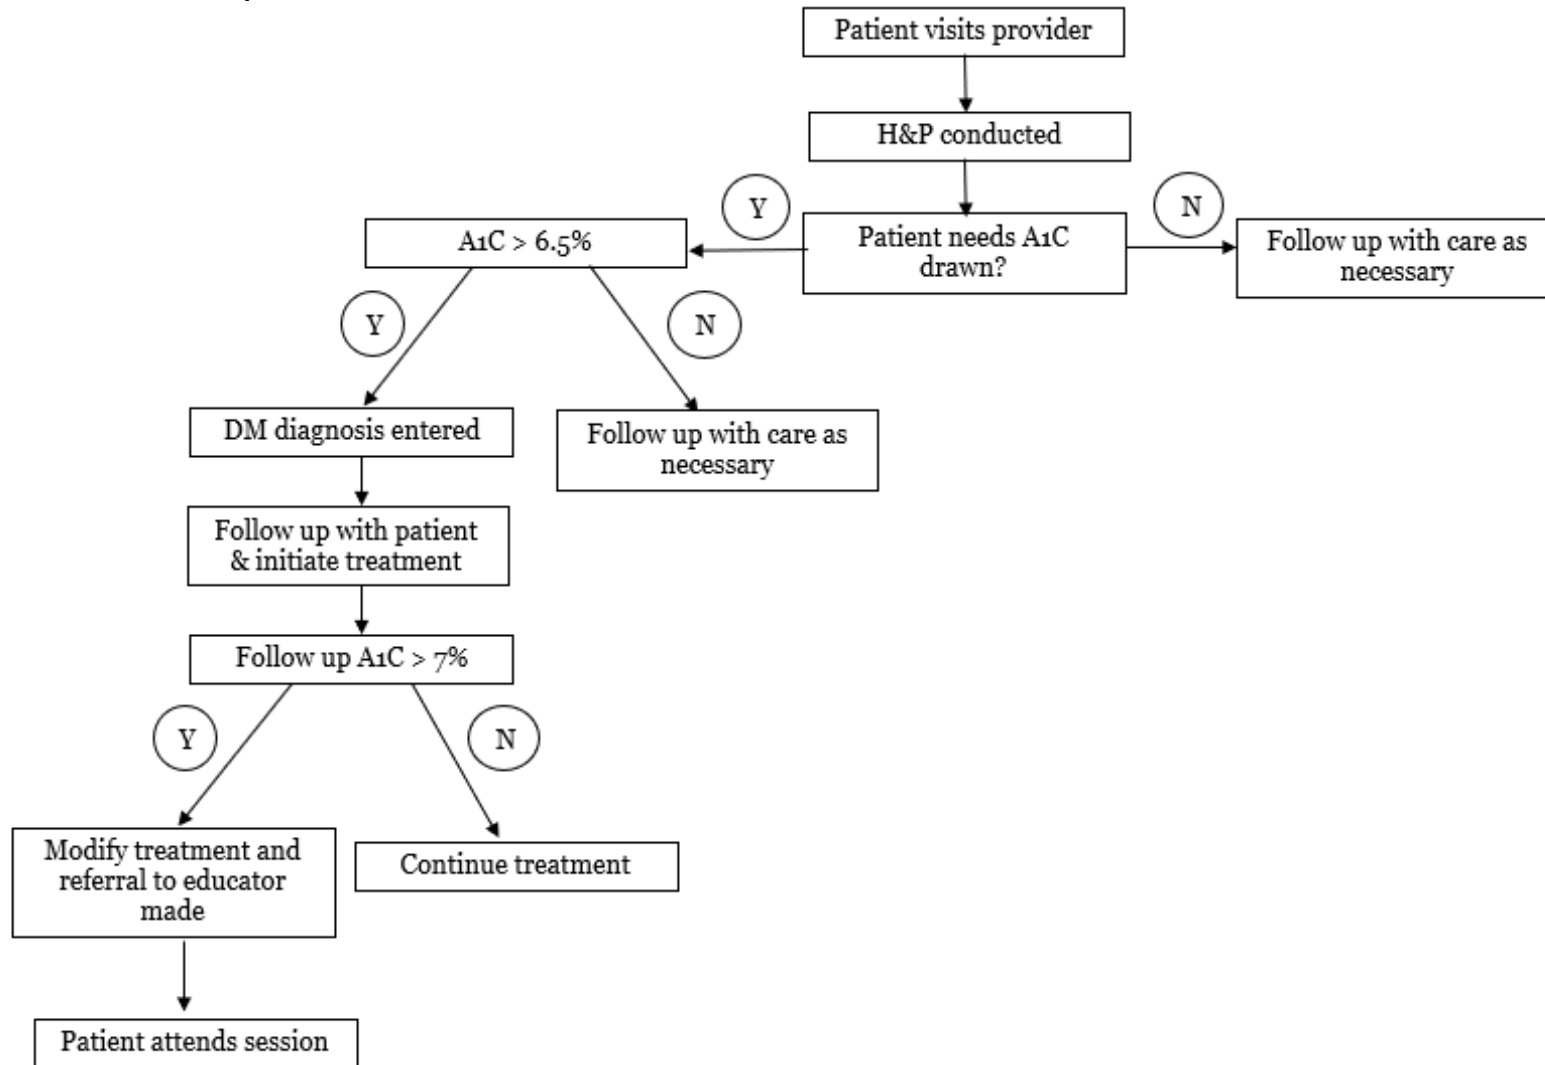 Patient visits provider
H&P conducted
Y
N
A1C > 6.5%
Patient needs A1C
drawn?
Follow up with care as
necessary
Y
N
DM diagnosis entered
Follow up with care as
necessary
Follow up with patient
& initiate treatment
Follow up A1C > 7%
Y
N
Modify treatment and
referral to educator
made
Continue treatment
Patient attends session